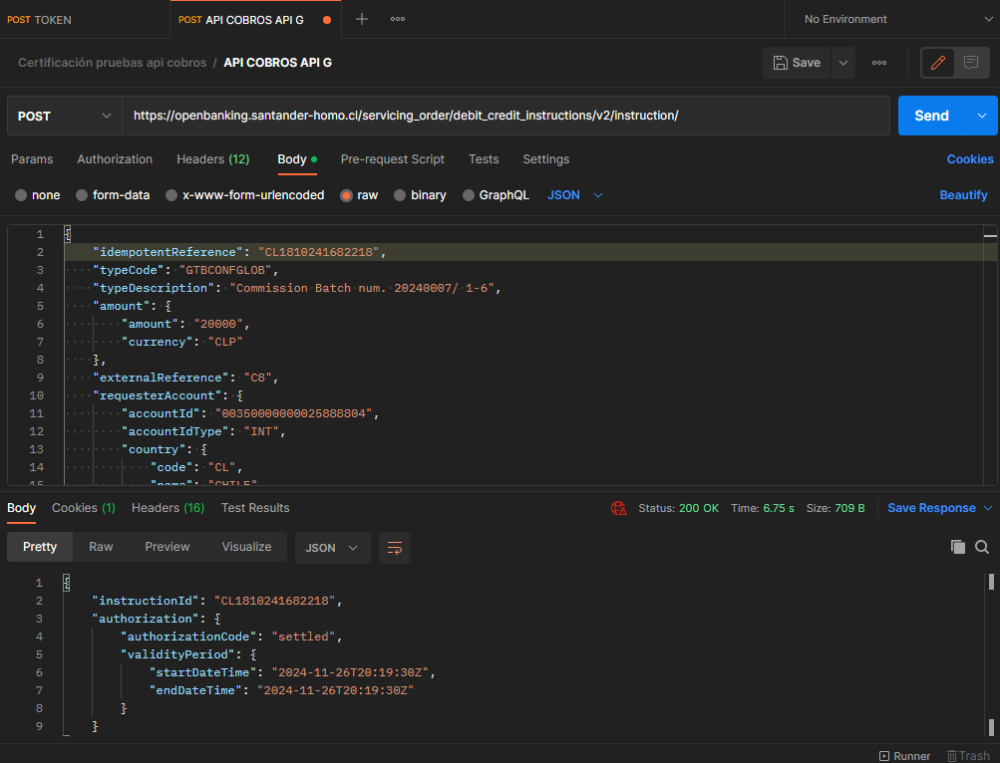 POST TOKEN
POST API COBROS API G
No Environment
Certificación pruebas api cobros / API COBROS API G
Save
POST
https://openbanking.santander-homo.cl/servicing_order/debit_credit_instructions/v2/instruction/
Send
Params Authorization Headers (12) Body Pre-request Script Tests Settings Cookies
none form-data x-www-form-urlencoded raw binary GraphQL JSON Beautify
1 {
2 "idempotentReference": "CL1810241682218",
3 "typeCode": "GTBCONFGLOB",
4 "typeDescription": "Commission Batch num. 20240007/ 1-6",
5 "amount": {
6 "amount": "20000",
7 "currency": "CLP"
8 },
9 "externalReference": "C8",
10 "requesterAccount": {
11 "accountId": "00350000000025888804",
12 "accountIdType": "INT",
13 "country": {
14 "code": "CL",
15 "name": "CHILE"
Body Cookies (1) Headers (16) Test Results Status: 200 OK Time: 6.75 s Size: 709 B Save Response
Pretty Raw Preview Visualize JSON
1 {
2 "instructionId": "CL1810241682218",
3 "authorization": {
4 "authorizationCode": "settled",
5 "validityPeriod": {
6 "startDateTime": "2024-11-26T20:19:30Z",
7 "endDateTime": "2024-11-26T20:19:30Z"
8 }
9 }
Runner Trash